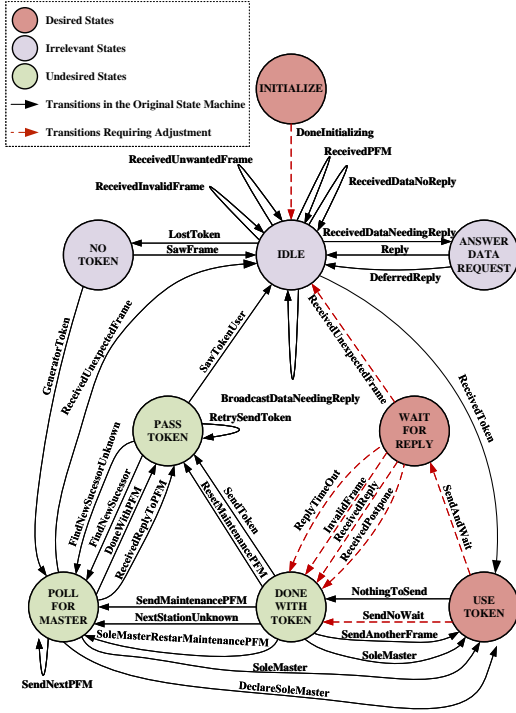 Desired States
Irrelevant States
Undesired States
Transitions in the Original State Machine
Transitions Requiring Adjustment
INITIALIZE
DoneInitializing
ReceivedUnwantedFrame
ReceivedPFM
ReceivedInvalidFrame
ReceivedDataNoReply
NO
TOKEN
LostToken
SawFrame
IDLE
ReceivedDataNeedingReply
Reply
DeferredReply
ANSWER
DATA
REQUEST
GeneratorToken
ReceivedUnexpectedFrame
SawTokenUser
BroadcastDataNeedingReply
ReceivedUnexpectedFrame
ReceivedToken
PASS
TOKEN
RetrySendToken
WAIT
FOR
REPLY
FindNewSucessorUnknown
FindNewSucessor
DoneWithPFM
ReceivedReplyToPFM
SendToken
ResetMaintenancePFM
ReplyTimeOut
InvalidFrame
ReceivedReply
ReceivedPostpone
SendAndWait
POLL
FOR
MASTER
SendMaintenancePFM
NextStationUnknown
SoleMasterRestarMaintenancePFM
DONE
WITH
TOKEN
NothingToSend
SendNoWait
SendAnotherFrame
SoleMaster
USE
TOKEN
SoleMaster
SendNextPFM
DeclareSoleMaster